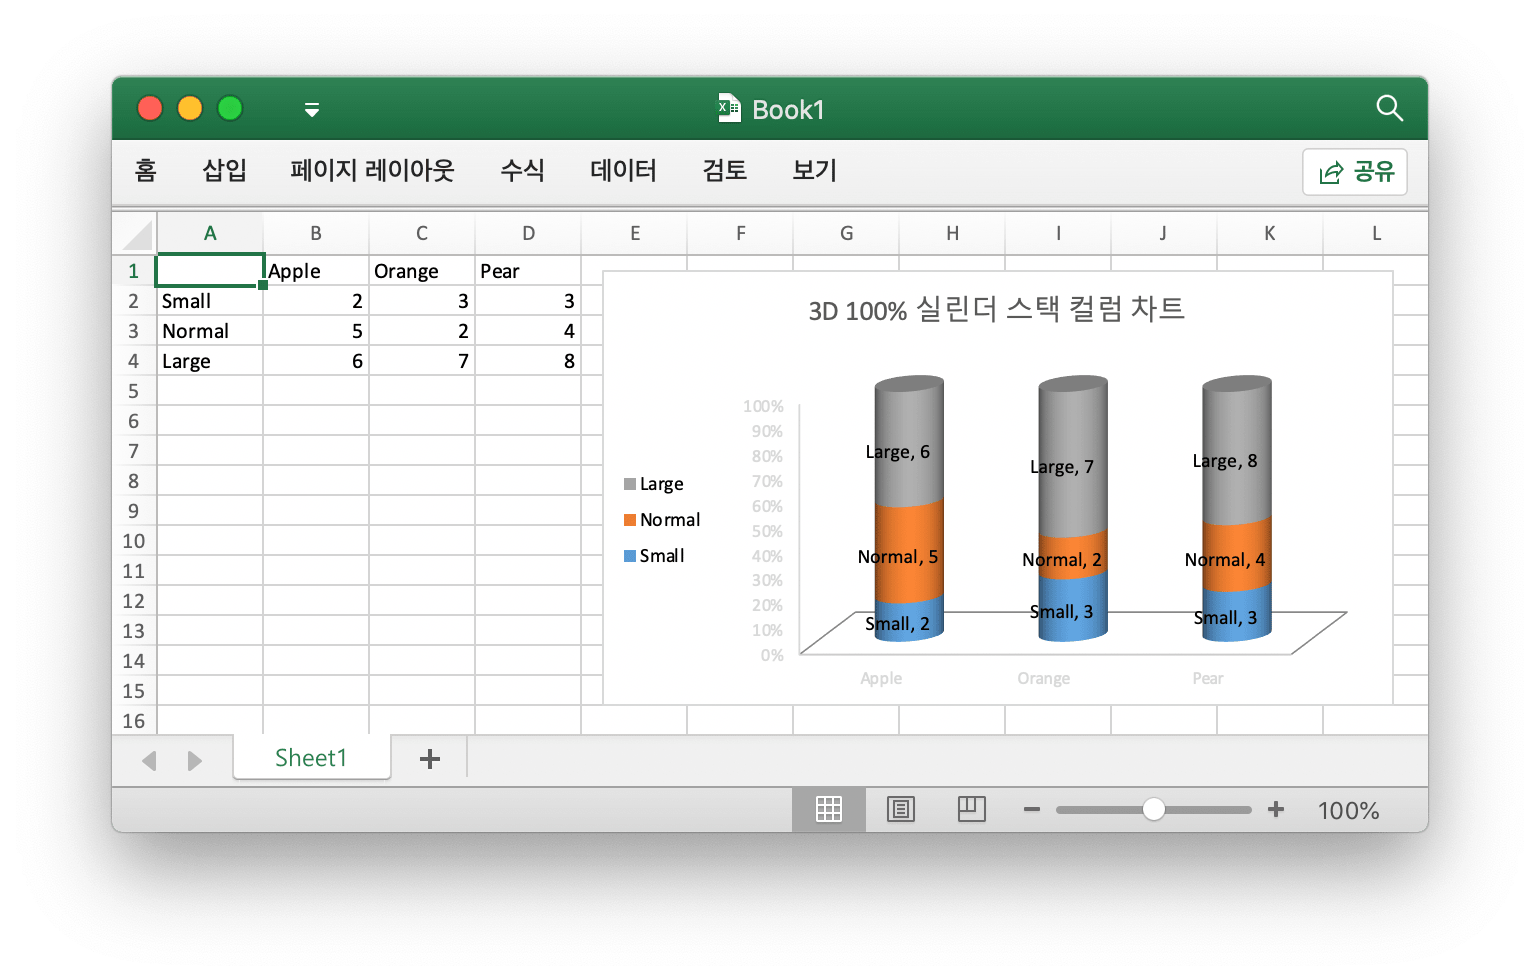 Book1
홈 삽입 페이지 레이아웃 수식 데이터 검토 보기 공유
A B C D E F G H I J K L
1 Apple Orange Pear
2 Small 2 3 3
3 Normal 5 2 4
4 Large 6 7 8
5
6
7
8
9
10
11
12
13
14
15
16
3D 100% 실린더 스택 컬럼 차트
Large
Normal
Small
100%
90%
80%
70%
60%
50%
40%
30%
20%
10%
0%
Large, 6 Large, 7 Large, 8
Normal, 5 Normal, 2 Normal, 4
Small, 2 Small, 3 Small, 3
Apple Orange Pear
Sheet1
100%